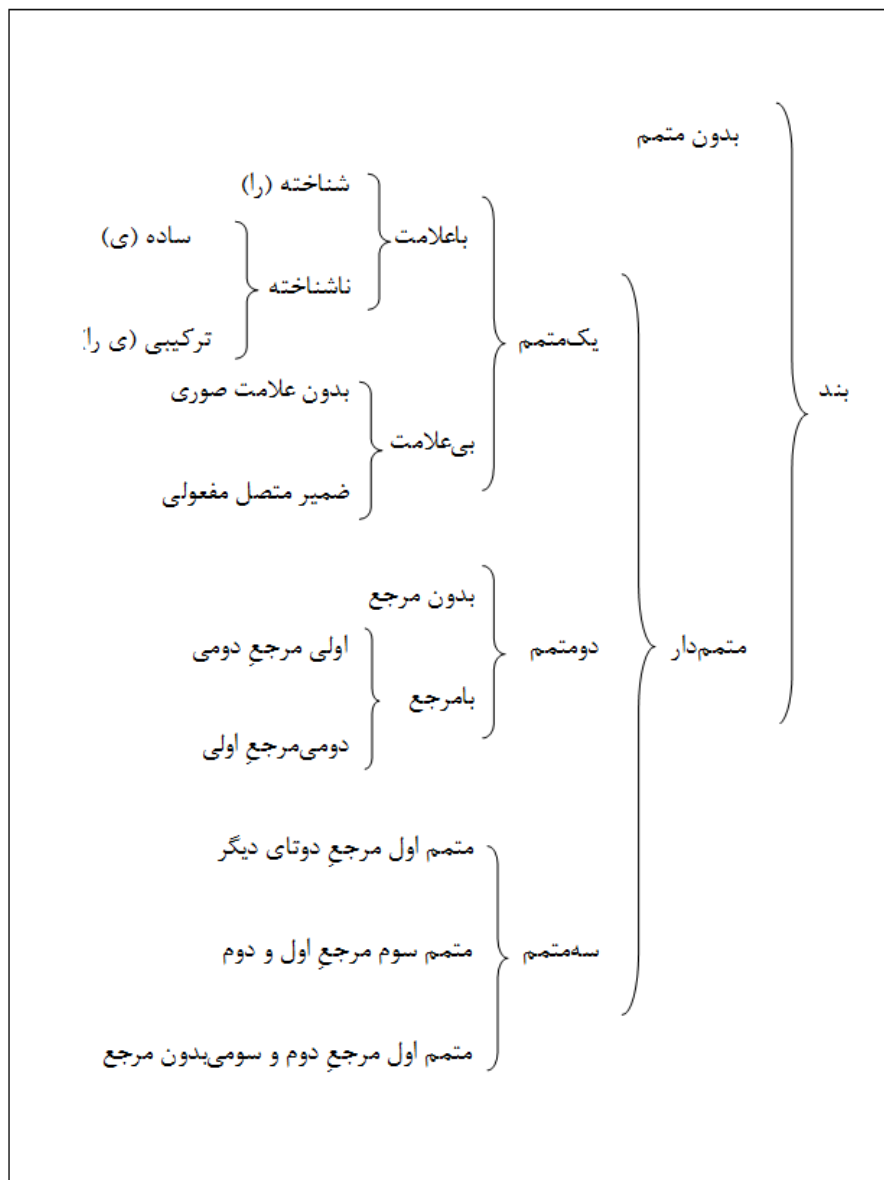 بدون متمم
شناخته (را)
باعلامت
ساده (ی)
ناشناخته
ترکیبی (ی را)
یک‌متمم
بدون علامت صوری
بند
بی‌علامت
ضمیر متصل مفعولی
بدون مرجع
متمم‌دار
دومتمم
اولی مرجعِ دومی
بامرجع
دومی‌مرجعِ اولی
متمم اول مرجعِ دوتای دیگر
سه‌متمم
متمم سوم مرجعِ اول و دوم
متمم اول مرجعِ دوم و سومی‌بدون مرجع